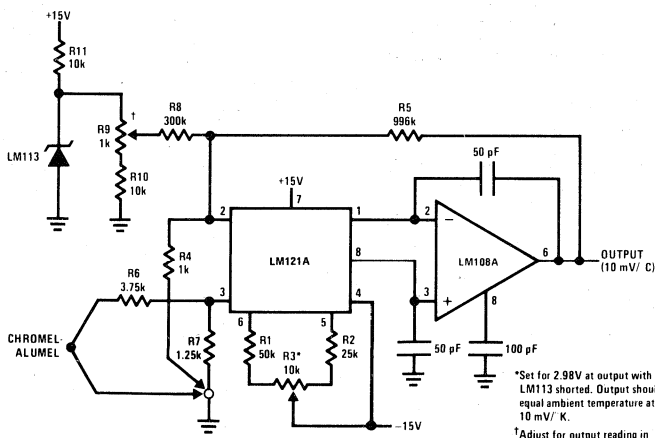 +15V
R11
10k
LM113
R9
1k
†
R10
10k
R8
300k
R5
996k
50 pF
+15V
7
2
1
R4
1k
LM121A
8
3
4
6
5
R6
3.75k
R7
1.25k
R1
50k
R3*
10k
R2
25k
−15V
CHROMEL-
ALUMEL
2
−
LM108A
6
3
+
8
50 pF
100 pF
OUTPUT
(10 mV/ C)
*Set for 2.98V at output with
LM113 shorted. Output shoul
equal ambient temperature at
10 mV/°K.
†Adjust for output reading in